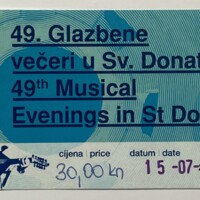 49. Glazbene
večeri u Sv. Donat
49th Musical
Evenings in St Do
cijena | price datum | date
30,00 kn 15-07-